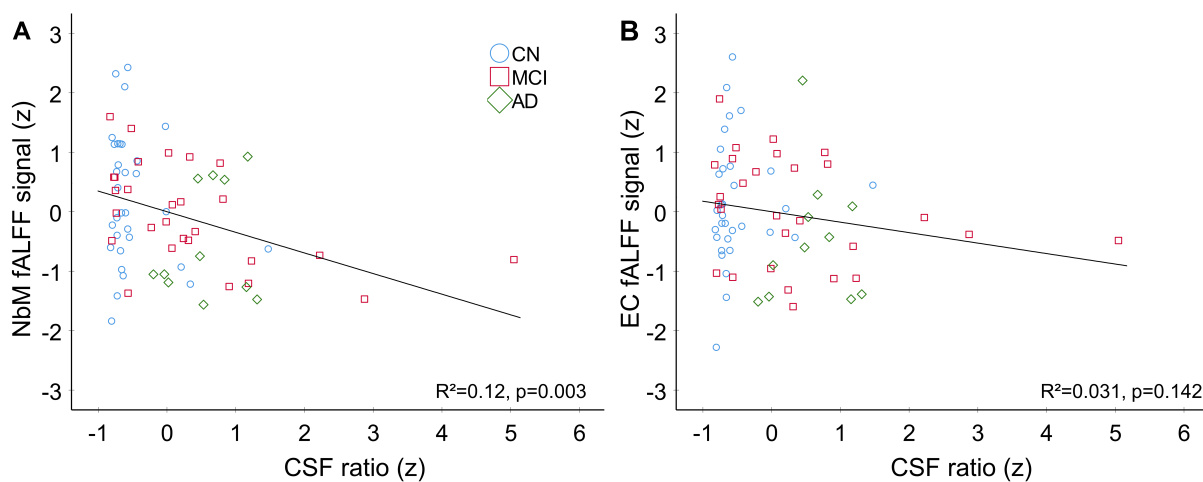 A
NbM fALFF signal (z)
3
2
1
0
-1
-2
-3
CN
MCI
AD
R²=0.12, p=0.003
-1 0 1 2 3 4 5 6
CSF ratio (z)
B
EC fALFF signal (z)
3
2
1
0
-1
-2
-3
R²=0.031, p=0.142
-1 0 1 2 3 4 5 6
CSF ratio (z)